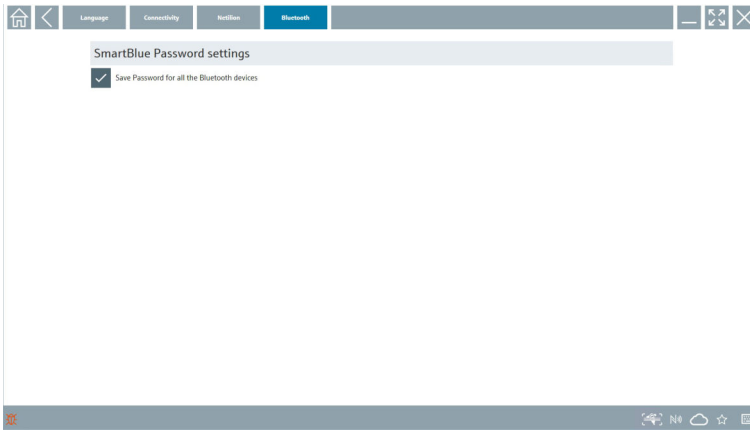 Language Connectivity Netilion Bluetooth
SmartBlue Password settings
Save Password for all the Bluetooth devices